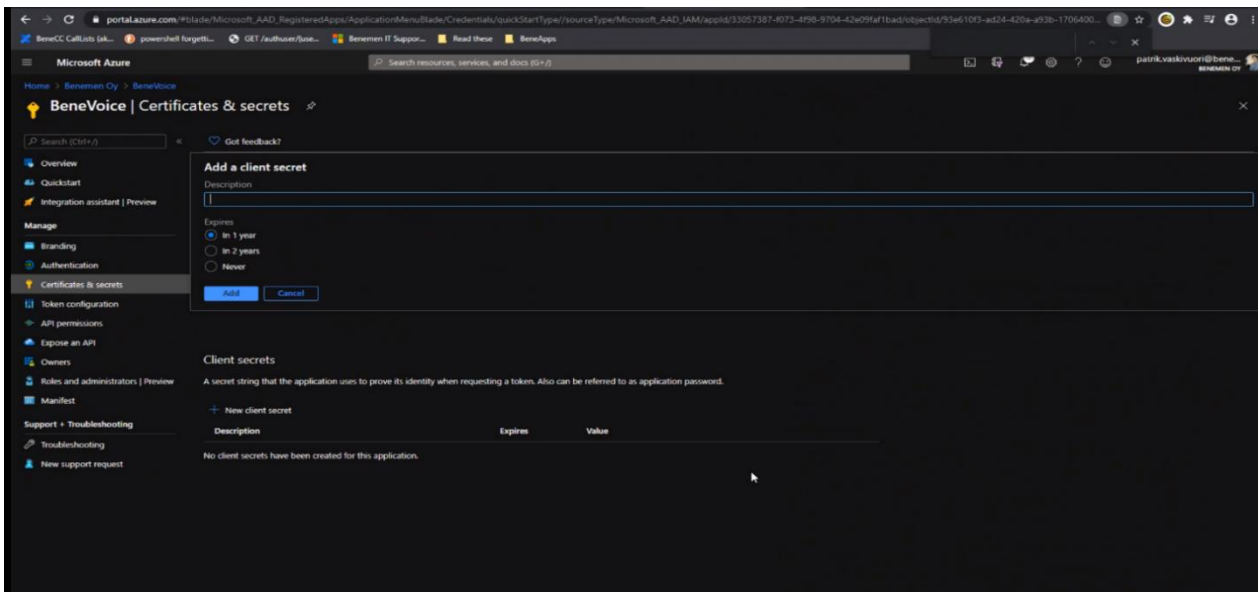 portal.azure.com/#blade/Microsoft_AAD_RegisteredApps/ApplicationMenuBlade/Credentials/quickStartType//sourceType/Microsoft_AAD_IAM/appId/33057387-f073-4f98-9704-42e09faf1bad/objectId/93e610f3-ad24-420a-a93b-1706400...
BeneCC CallLists (ak... powershell forgetti... GET /authuser/{use... Benemen IT Suppor... Read these BeneApps
Microsoft Azure Search resources, services, and docs (G+/) patrik.vaskivuori@bene...
BENEMEN OY
Home > Benemen Oy > BeneVoice
BeneVoice | Certificates & secrets
Search (Ctrl+/) « Got feedback?
Overview
Quickstart
Integration assistant | Preview
Manage
Branding
Authentication
Certificates & secrets
Token configuration
API permissions
Expose an API
Owners
Roles and administrators | Preview
Manifest
Support + Troubleshooting
Troubleshooting
New support request
Add a client secret
Description
Expires
In 1 year
In 2 years
Never
Add Cancel
Client secrets
A secret string that the application uses to prove its identity when requesting a token. Also can be referred to as application password.
+ New client secret
Description Expires Value
No client secrets have been created for this application.